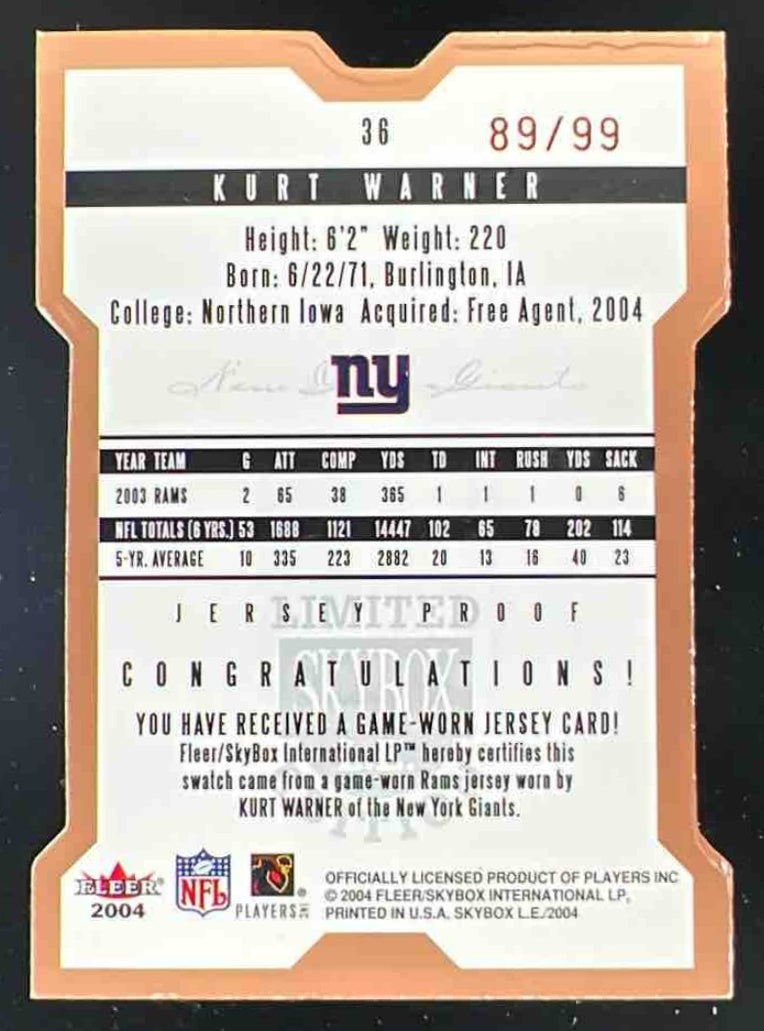 36 89/99
KURT WARNER
Height: 6'2" Weight: 220
Born: 6/22/71, Burlington, IA
College: Northern Iowa Acquired: Free Agent, 2004
New ny Giants
YEAR TEAM G ATT COMP YDS TD INT RUSH YDS SACK
2003 RAMS 2 65 38 365 1 1 1 0 6
NFL TOTALS (6 YRS.) 53 1688 1121 14447 102 65 78 202 114
5-YR. AVERAGE 10 335 223 2882 20 13 16 40 23
LIMITED
JERSEY PROOF
SKYBOX
CONGRATULATIONS!
YOU HAVE RECEIVED A GAME-WORN JERSEY CARD!
Fleer/SkyBox International LP™ hereby certifies this
swatch came from a game-worn Rams jersey worn by
KURT WARNER of the New York Giants.
FLEER
2004
NFL
PLAYERS INC
OFFICIALLY LICENSED PRODUCT OF PLAYERS INC
© 2004 FLEER/SKYBOX INTERNATIONAL LP,
PRINTED IN U.S.A. SKYBOX L.E./2004